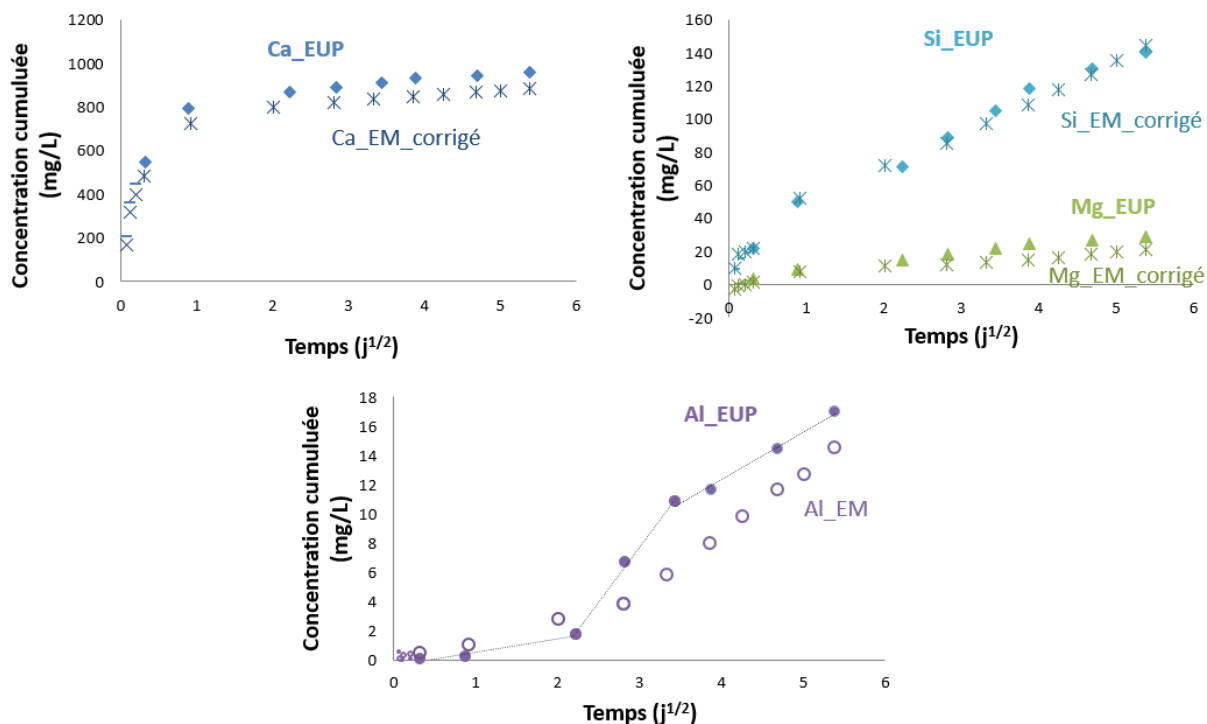 Concentration cumuluée
(mg/L)
1200
1000
800
600
400
200
0
0 1 2 3 4 5 6
Temps (j1/2)
Ca_EUP
Ca_EM_corrigé
Concentration cumuluée
(mg/L)
160
140
120
100
80
60
40
20
0
-20
0 1 2 3 4 5 6
Temps (j1/2)
Si_EUP
Si_EM_corrigé
Mg_EUP
Mg_EM_corrigé
Concentration cumuluée
(mg/L)
18
16
14
12
10
8
6
4
2
0
0 1 2 3 4 5 6
Temps (j1/2)
Al_EUP
Al_EM